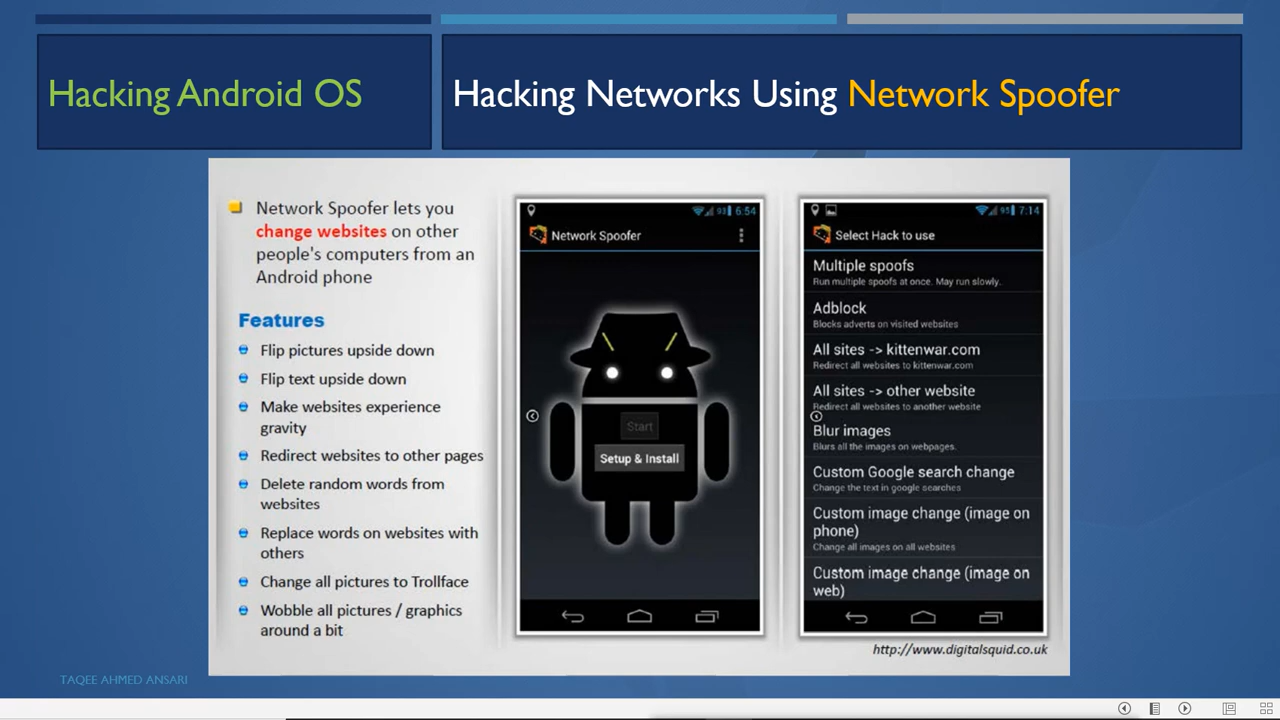 Hacking Android OS
Hacking Networks Using Network Spoofer
Network Spoofer lets you
change websites on other
people's computers from an
Android phone
Features
Flip pictures upside down
Flip text upside down
Make websites experience
gravity
Redirect websites to other pages
Delete random words from
websites
Replace words on websites with
others
Change all pictures to Trollface
Wobble all pictures / graphics
around a bit
93 6:54
Network Spoofer
Start
Setup & Install
95 7:14
Select Hack to use
Multiple spoofs
Run multiple spoofs at once. May run slowly.
Adblock
Blocks adverts on visited websites
All sites -> kittenwar.com
Redirect all websites to kittenwar.com
All sites -> other website
Redirect all websites to another website
Blur images
Blurs all the images on webpages.
Custom Google search change
Change the text in google searches
Custom image change (image on
phone)
Change all images on all websites
Custom image change (image on
web)
http://www.digitalsquid.co.uk
TAQEE AHMED ANSARI